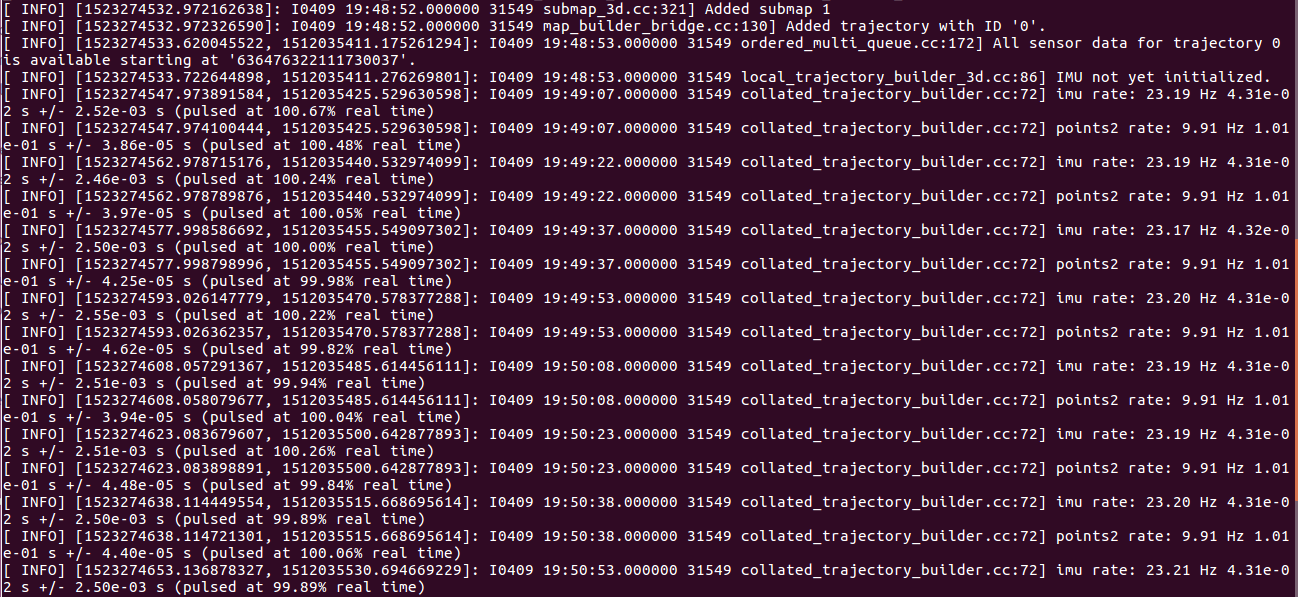 [ INFO] [1523274532.972162638]: I0409 19:48:52.000000 31549 submap_3d.cc:321] Added submap 1
[ INFO] [1523274532.972326590]: I0409 19:48:52.000000 31549 map_builder_bridge.cc:130] Added trajectory with ID '0'.
[ INFO] [1523274533.620045522, 1512035411.175261294]: I0409 19:48:53.000000 31549 ordered_multi_queue.cc:172] All sensor data for trajectory 0
is available starting at '636476322111730037'.
[ INFO] [1523274533.722644898, 1512035411.276269801]: I0409 19:48:53.000000 31549 local_trajectory_builder_3d.cc:86] IMU not yet initialized.
[ INFO] [1523274547.973891584, 1512035425.529630598]: I0409 19:49:07.000000 31549 collated_trajectory_builder.cc:72] imu rate: 23.19 Hz 4.31e-0
2 s +/- 2.52e-03 s (pulsed at 100.67% real time)
[ INFO] [1523274547.974100444, 1512035425.529630598]: I0409 19:49:07.000000 31549 collated_trajectory_builder.cc:72] points2 rate: 9.91 Hz 1.01
e-01 s +/- 3.86e-05 s (pulsed at 100.48% real time)
[ INFO] [1523274562.978715176, 1512035440.532974099]: I0409 19:49:22.000000 31549 collated_trajectory_builder.cc:72] imu rate: 23.19 Hz 4.31e-0
2 s +/- 2.46e-03 s (pulsed at 100.24% real time)
[ INFO] [1523274562.978789876, 1512035440.532974099]: I0409 19:49:22.000000 31549 collated_trajectory_builder.cc:72] points2 rate: 9.91 Hz 1.01
e-01 s +/- 3.97e-05 s (pulsed at 100.05% real time)
[ INFO] [1523274577.998586692, 1512035455.549097302]: I0409 19:49:37.000000 31549 collated_trajectory_builder.cc:72] imu rate: 23.17 Hz 4.32e-0
2 s +/- 2.50e-03 s (pulsed at 100.00% real time)
[ INFO] [1523274577.998798996, 1512035455.549097302]: I0409 19:49:37.000000 31549 collated_trajectory_builder.cc:72] points2 rate: 9.91 Hz 1.01
e-01 s +/- 4.25e-05 s (pulsed at 99.98% real time)
[ INFO] [1523274593.026147779, 1512035470.578377288]: I0409 19:49:53.000000 31549 collated_trajectory_builder.cc:72] imu rate: 23.20 Hz 4.31e-0
2 s +/- 2.55e-03 s (pulsed at 100.22% real time)
[ INFO] [1523274593.026362357, 1512035470.578377288]: I0409 19:49:53.000000 31549 collated_trajectory_builder.cc:72] points2 rate: 9.91 Hz 1.01
e-01 s +/- 4.62e-05 s (pulsed at 99.82% real time)
[ INFO] [1523274608.057291367, 1512035485.614456111]: I0409 19:50:08.000000 31549 collated_trajectory_builder.cc:72] imu rate: 23.19 Hz 4.31e-0
2 s +/- 2.51e-03 s (pulsed at 99.94% real time)
[ INFO] [1523274608.058079677, 1512035485.614456111]: I0409 19:50:08.000000 31549 collated_trajectory_builder.cc:72] points2 rate: 9.91 Hz 1.01
e-01 s +/- 3.94e-05 s (pulsed at 100.04% real time)
[ INFO] [1523274623.083679607, 1512035500.642877893]: I0409 19:50:23.000000 31549 collated_trajectory_builder.cc:72] imu rate: 23.19 Hz 4.31e-0
2 s +/- 2.51e-03 s (pulsed at 100.26% real time)
[ INFO] [1523274623.083898891, 1512035500.642877893]: I0409 19:50:23.000000 31549 collated_trajectory_builder.cc:72] points2 rate: 9.91 Hz 1.01
e-01 s +/- 4.48e-05 s (pulsed at 99.84% real time)
[ INFO] [1523274638.114449554, 1512035515.668695614]: I0409 19:50:38.000000 31549 collated_trajectory_builder.cc:72] imu rate: 23.20 Hz 4.31e-0
2 s +/- 2.50e-03 s (pulsed at 99.89% real time)
[ INFO] [1523274638.114721301, 1512035515.668695614]: I0409 19:50:38.000000 31549 collated_trajectory_builder.cc:72] points2 rate: 9.91 Hz 1.01
e-01 s +/- 4.40e-05 s (pulsed at 100.06% real time)
[ INFO] [1523274653.136878327, 1512035530.694669229]: I0409 19:50:53.000000 31549 collated_trajectory_builder.cc:72] imu rate: 23.21 Hz 4.31e-0
2 s +/- 2.50e-03 s (pulsed at 99.89% real time)